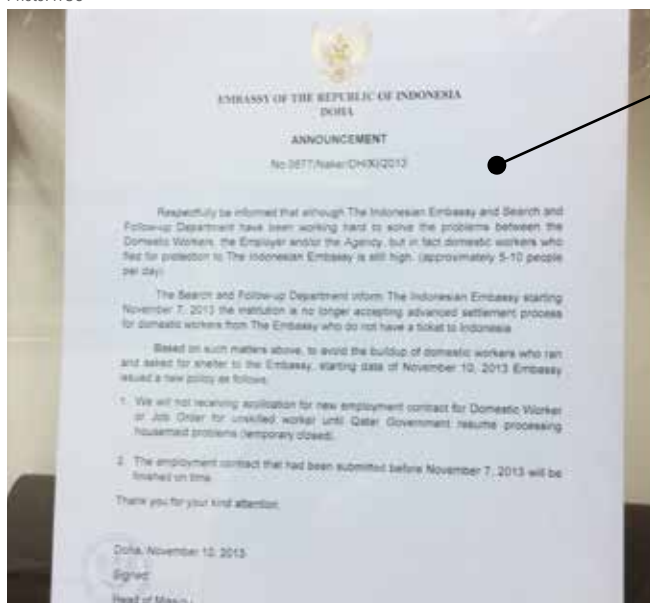 EMBASSY OF THE REPUBLIC OF INDONESIA
DOHA
ANNOUNCEMENT
Respectfully be informed that although The Indonesian Embassy and Search and
Follow-up Department have been working hard to solve the problems between the
Domestic Workers, the Employer and/or the Agency, but in fact domestic workers who
fled for protection to The Indonesian Embassy is still high. (approximately 5-10 people
per day)
The Search and Follow-up Department inform The Indonesian Embassy starting
November 7, 2013 the institution is no longer accepting advanced settlement process
for domestic workers from The Embassy who do not have a ticket to Indonesia
Based on such matters above, to avoid the buildup of domestic workers who ran
and asked for shelter to the Embassy, starting date of November 10, 2013 Embassy
issued a new policy as follows:
1. We will not receiving application for new employment contract for Domestic Worker
or Job Order for unskilled worker until Qatar Government resume processing
housemaid problems (temporary closed).
2. The employment contract that had been submitted before November 7, 2013 will be
finished on time
Thank you for your kind attention.
Doha, November 10, 2013
Signed
Head of